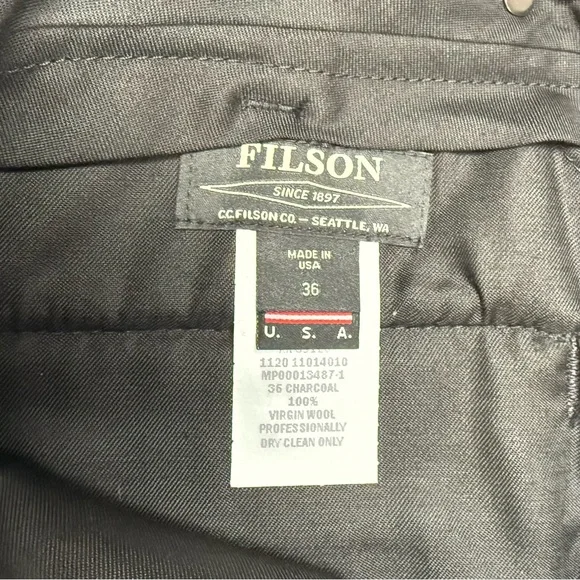 FILSON
SINCE 1897
C.C.FILSON CO. — SEATTLE, WA
MADE IN
USA
36
U. S. A.
1120 11014010
MP00013487-1
36 CHARCOAL
100%
VIRGIN WOOL
PROFESSIONALLY
DRY CLEAN ONLY